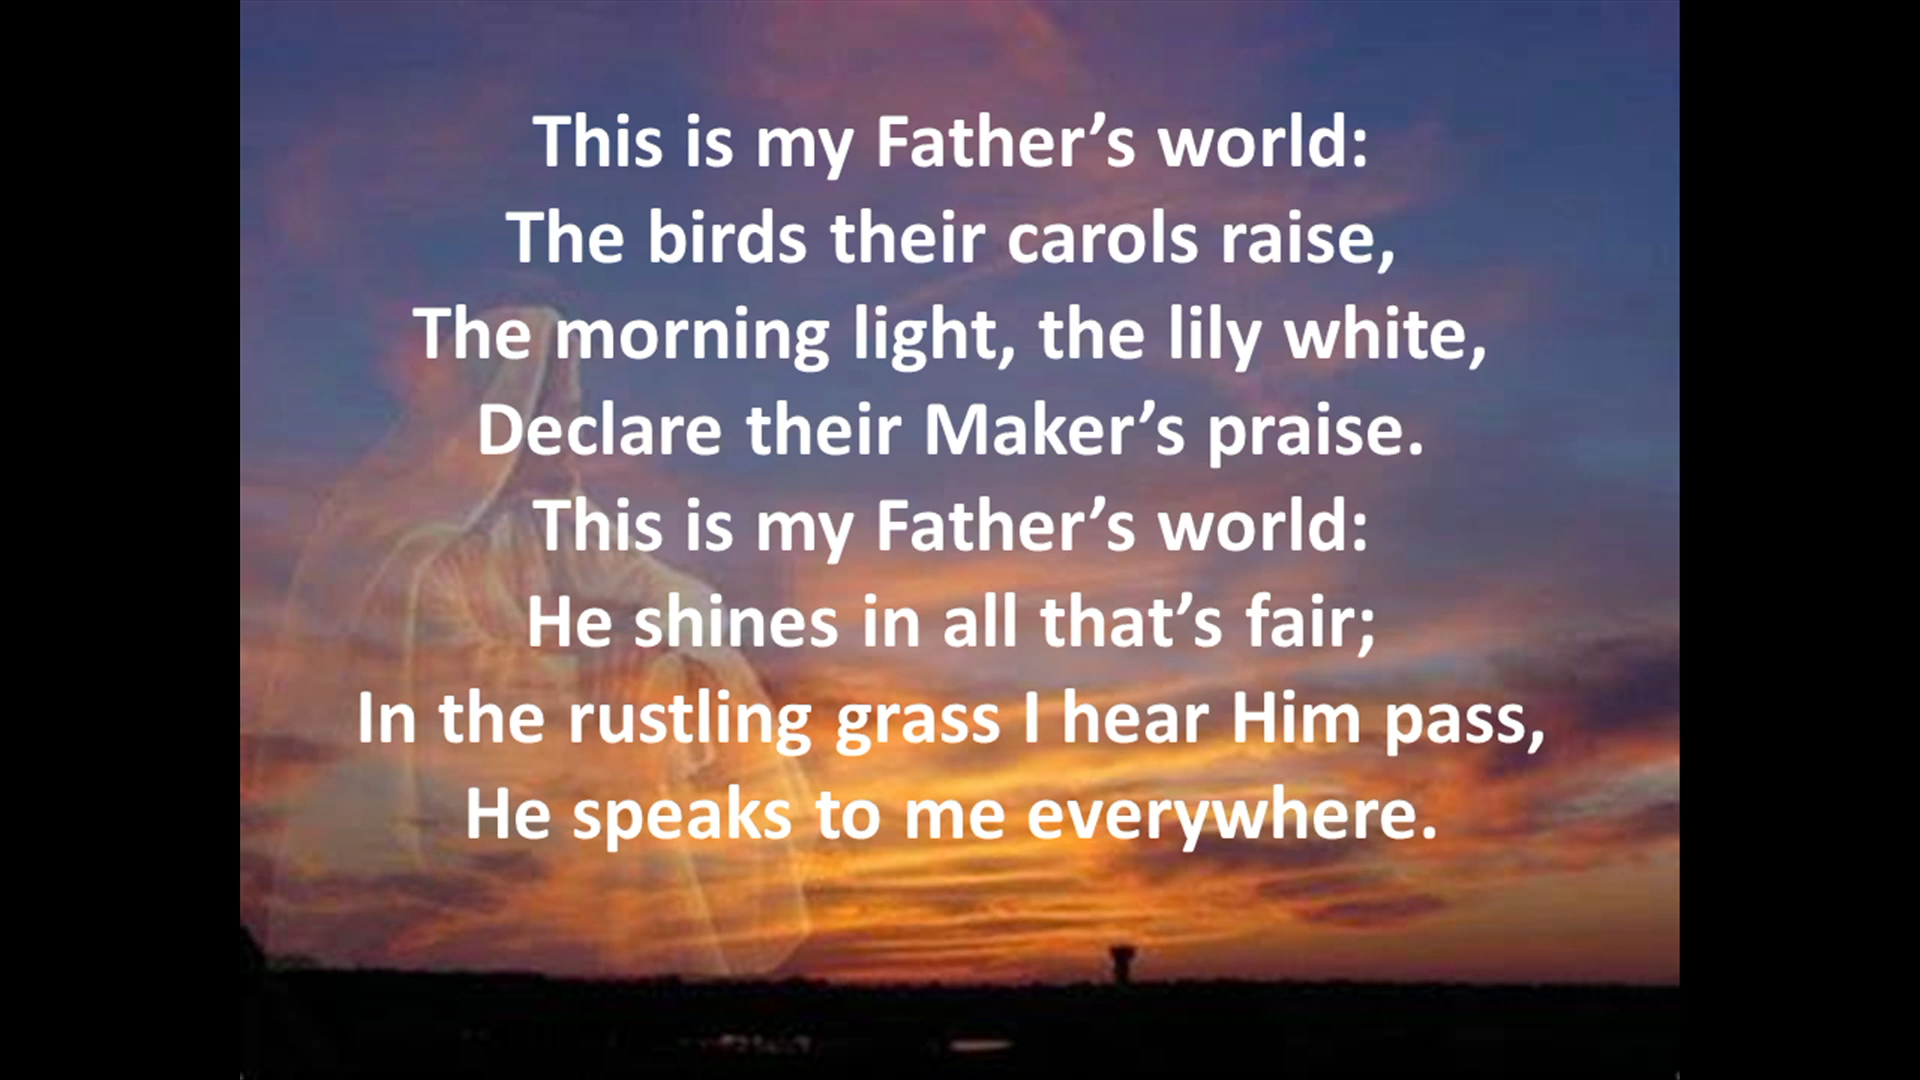 This is my Father’s world:
The birds their carols raise,
The morning light, the lily white,
Declare their Maker’s praise.
This is my Father’s world:
He shines in all that’s fair;
In the rustling grass I hear Him pass,
He speaks to me everywhere.